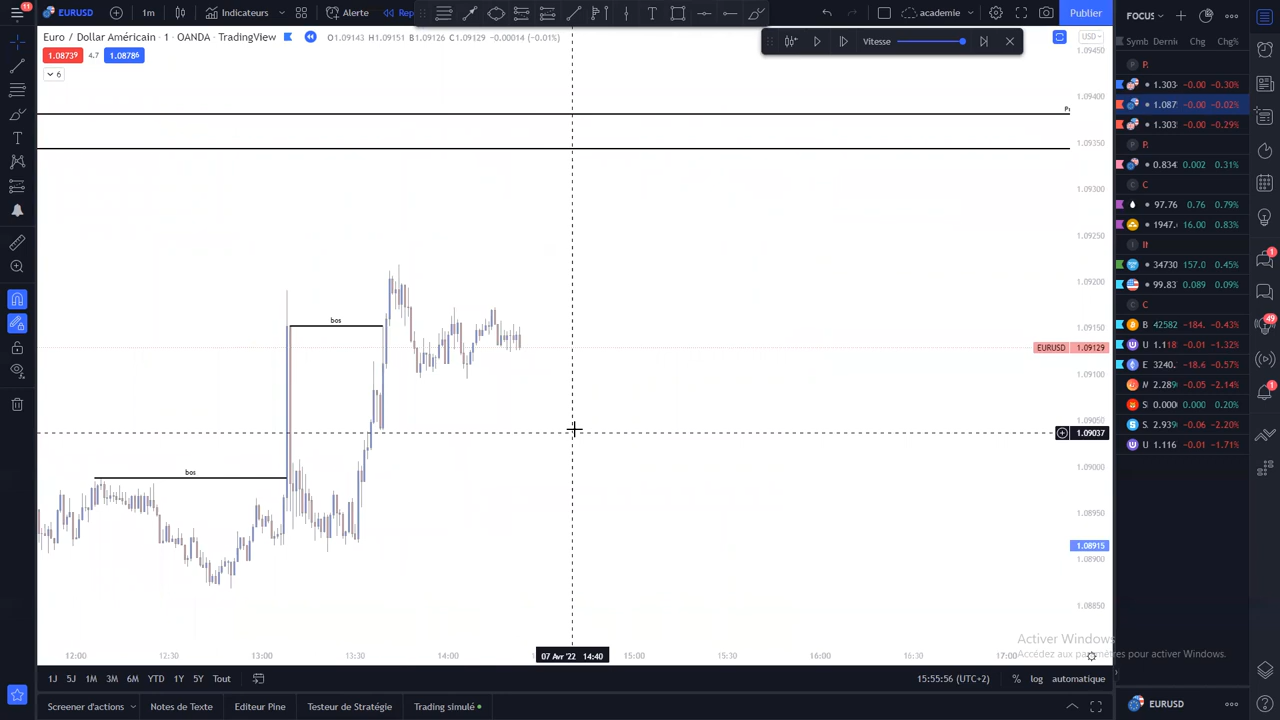 11
EURUSD
1m
Indicateurs
Alerte
Rep
academie
Publier
FOCUS
Euro / Dollar Américain · 1 · OANDA · TradingView
O1.09143 H1.09151 B1.09126 C1.09129 −0.00014 (−0.01%)
1.08739
4.7
1.08786
6
Vitesse
USD
Symb
Derniè
Chg
Chg%
1.303
-0.00
-0.30%
1.087
-0.00
-0.02%
1.303
-0.00
-0.29%
0.834
0.002
0.31%
97.76
0.76
0.79%
1947.
16.00
0.83%
34730
157.0
0.45%
99.83
0.089
0.09%
B
42582
-184.
-0.43%
U
1.118
-0.01
-1.32%
E
3240.
-18.6
-0.57%
2.289
-0.05
-2.14%
S
0.000
0.000
0.20%
S.
2.939
-0.06
-2.20%
U
1.116
-0.01
-1.71%
1
49
1
1.09450
1.09400
1.09350
1.09300
1.09250
1.09200
1.09150
EURUSD 1.09129
1.09100
1.09050
1.09037
1.09000
1.08950
1.08915
1.08900
1.08850
bos
bos
12:00
12:30
13:00
13:30
14:00
07 Avr '22 14:40
15:00
15:30
16:00
16:30
17:00
Activer Windows
Accédez aux paramètres pour activer Windows.
1J
5J
1M
3M
6M
YTD
1Y
5Y
Tout
15:55:56 (UTC+2)
%
log
automatique
Screener d'actions
Notes de Texte
Editeur Pine
Testeur de Stratégie
Trading simulé
EURUSD